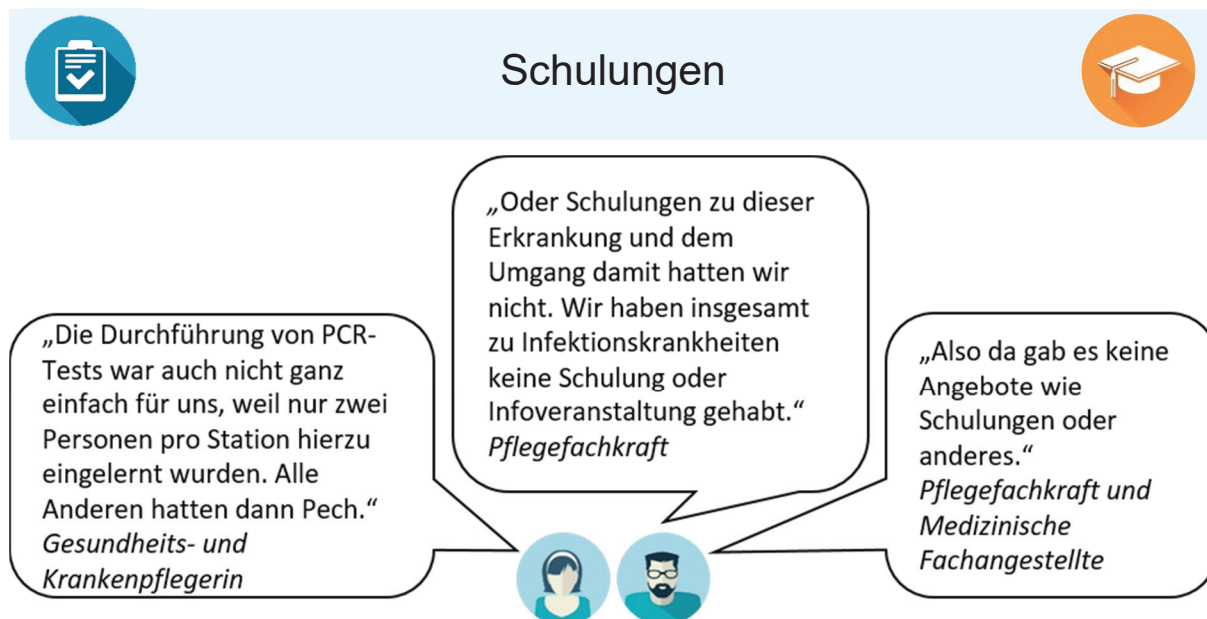 Schulungen
„Die Durchführung von PCR-
Tests war auch nicht ganz
einfach für uns, weil nur zwei
Personen pro Station hierzu
eingelernt wurden. Alle
Anderen hatten dann Pech.“
Gesundheits- und
Krankenpflegerin
„Oder Schulungen zu dieser
Erkrankung und dem
Umgang damit hatten wir
nicht. Wir haben insgesamt
zu Infektionskrankheiten
keine Schulung oder
Infoveranstaltung gehabt.“
Pflegefachkraft
„Also da gab es keine
Angebote wie
Schulungen oder
anderes.“
Pflegefachkraft und
Medizinische
Fachangestellte